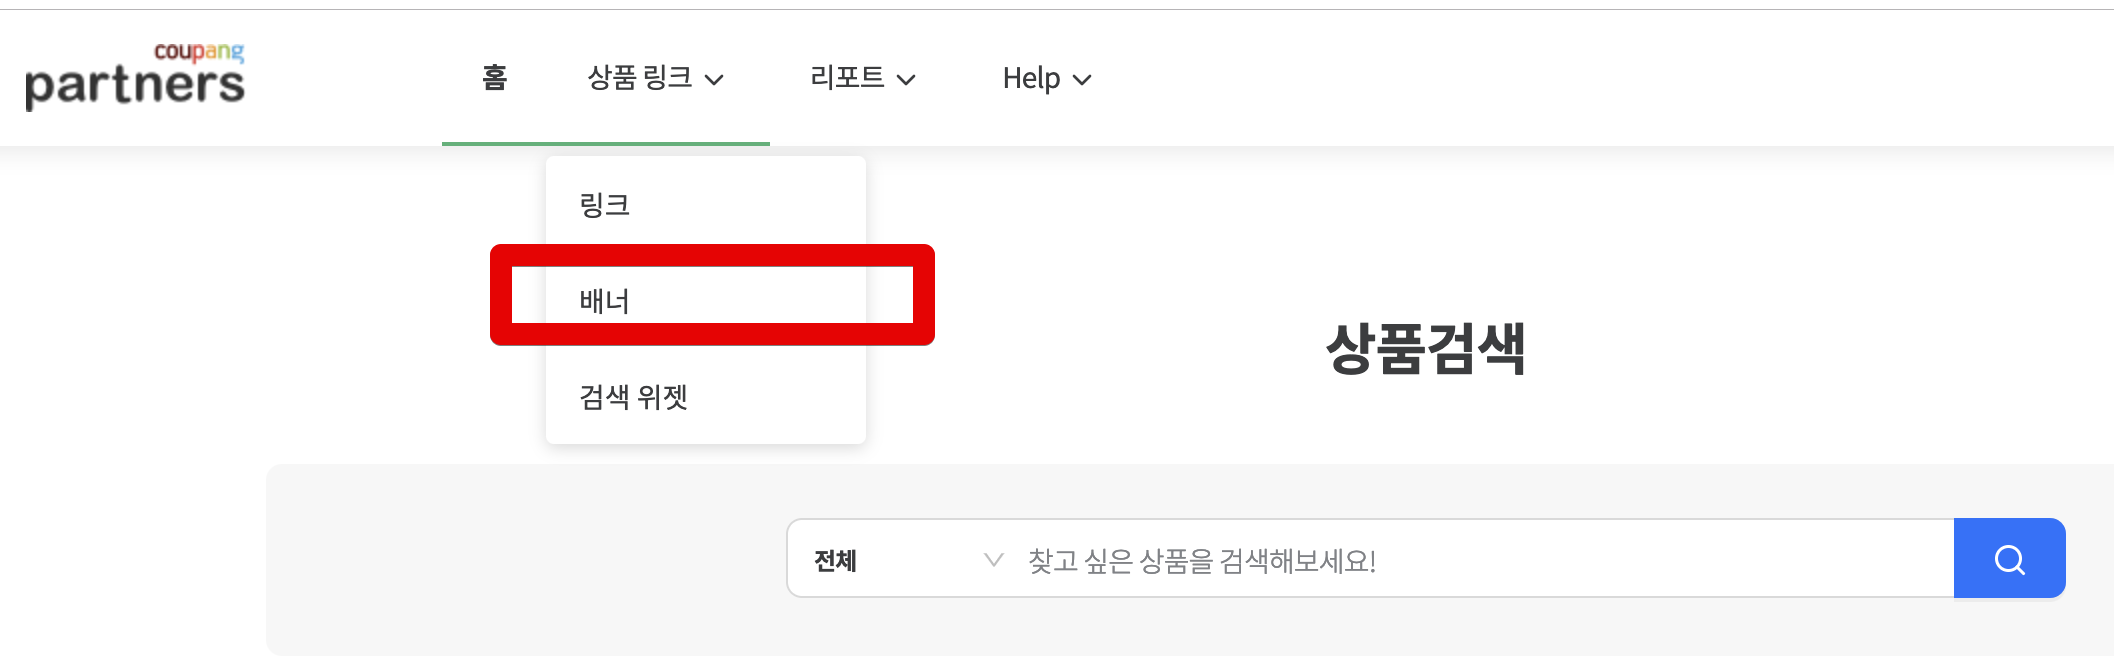 coupang
partners
홈 상품 링크 리포트 Help
링크
배너
검색 위젯
상품검색
전체 찾고 싶은 상품을 검색해보세요!